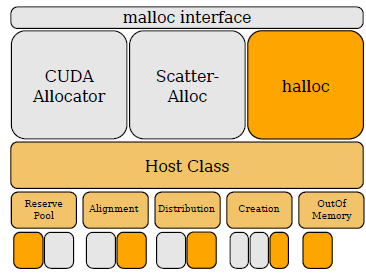 malloc interface
CUDA
Allocator
Scatter-
Alloc
halloc
Host Class
Reserve
Pool
Alignment
Distribution
Creation
OutOf
Memory